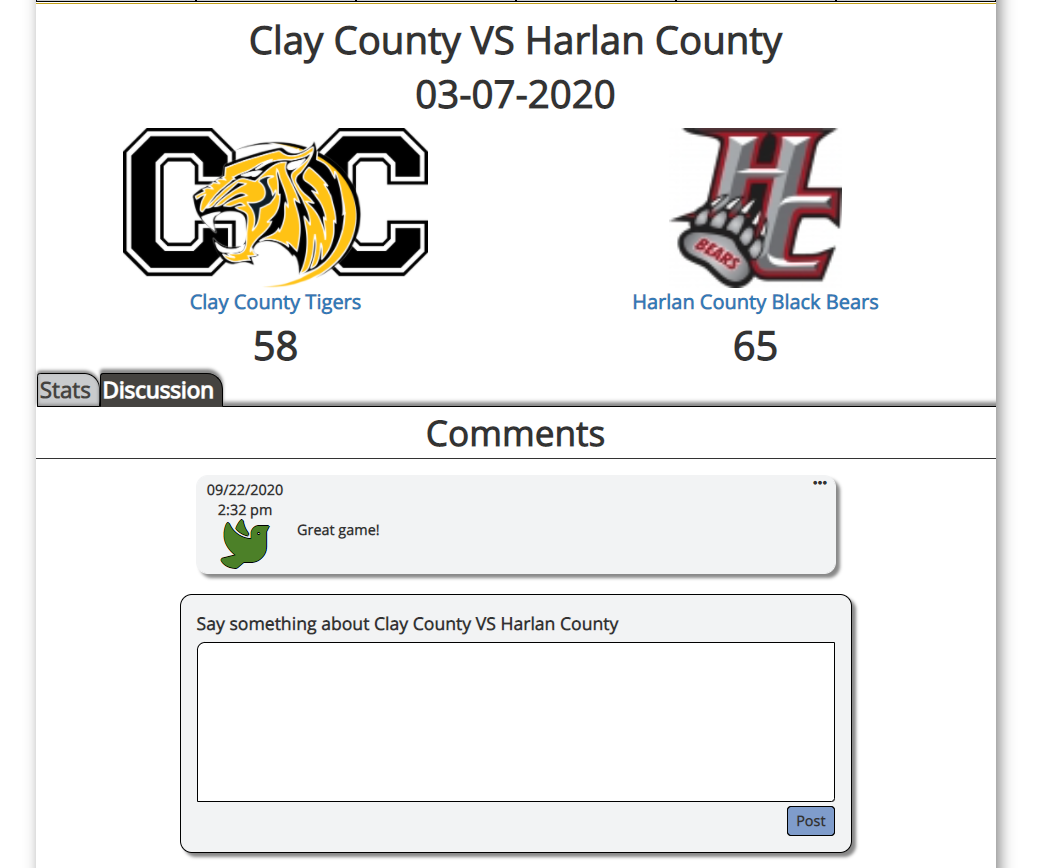 Clay County VS Harlan County
03-07-2020
CC
HC
BEARS
Clay County Tigers
Harlan County Black Bears
58
65
Stats
Discussion
Comments
09/22/2020
2:32 pm
Great game!
Say something about Clay County VS Harlan County
Post